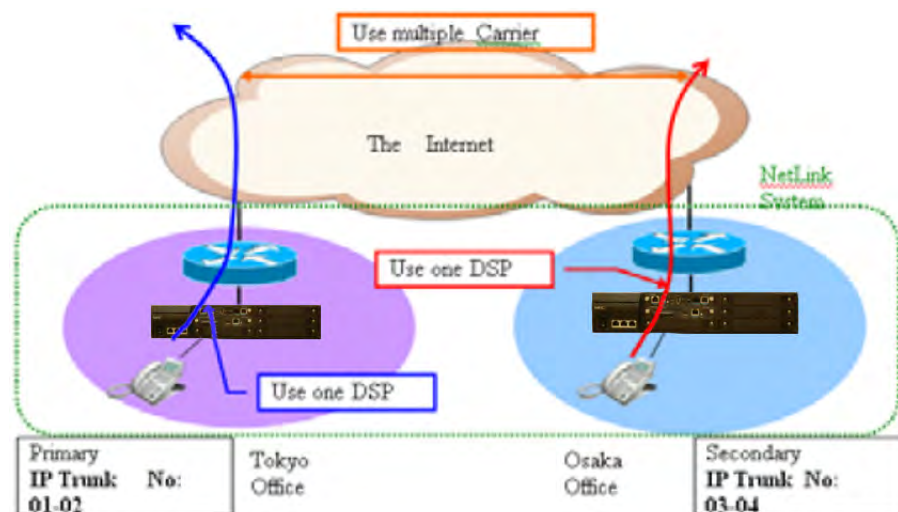 Use multiple Carrier
The Internet
NetLink
System
Use one DSP
Use one DSP
Primary
IP Trunk No:
01-02
Tokyo
Office
Osaka
Office
Secondary
IP Trunk No:
03-04